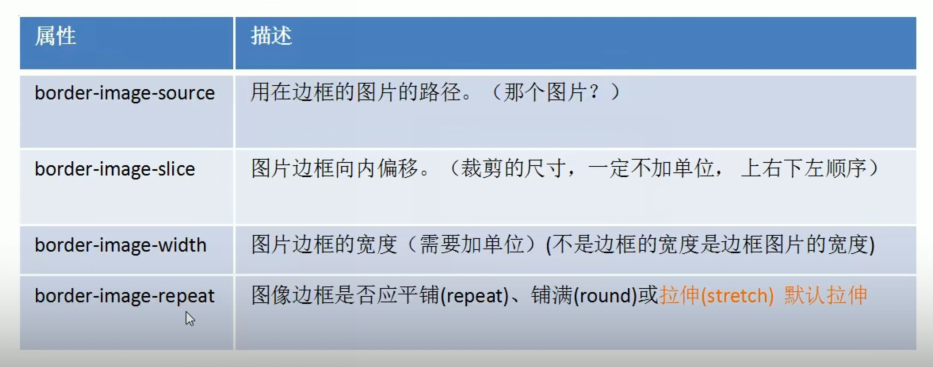 属性 描述
border-image-source 用在边框的图片的路径。（那个图片？）
border-image-slice 图片边框向内偏移。（裁剪的尺寸，一定不加单位， 上右下左顺序）
border-image-width 图片边框的宽度（需要加单位）(不是边框的宽度是边框图片的宽度)
border-image-repeat 图像边框是否应平铺(repeat)、铺满(round)或拉伸(stretch) 默认拉伸